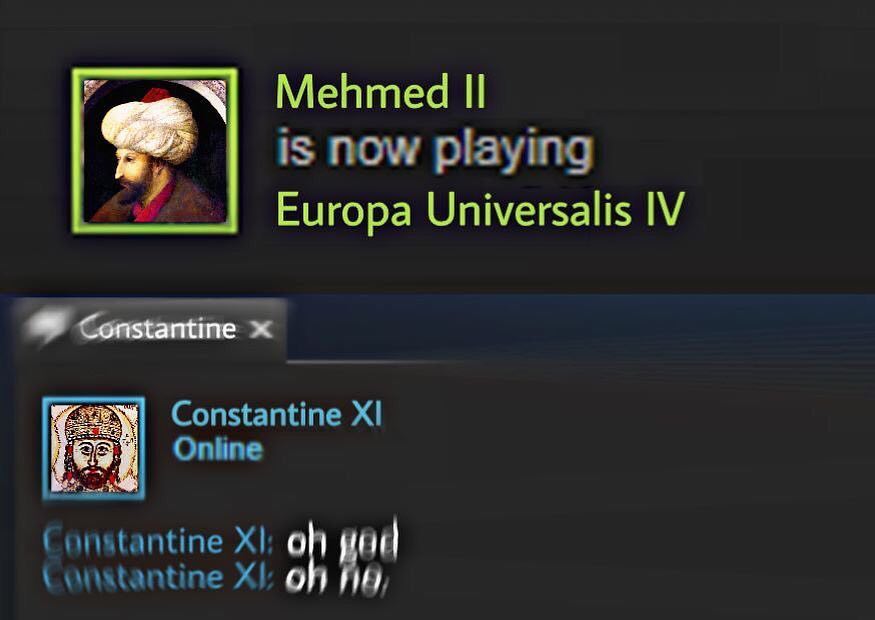 Mehmed II
is now playing
Europa Universalis IV
Constantine ×
Constantine XI
Online
Constantine XI: oh god
Constantine XI: oh no,